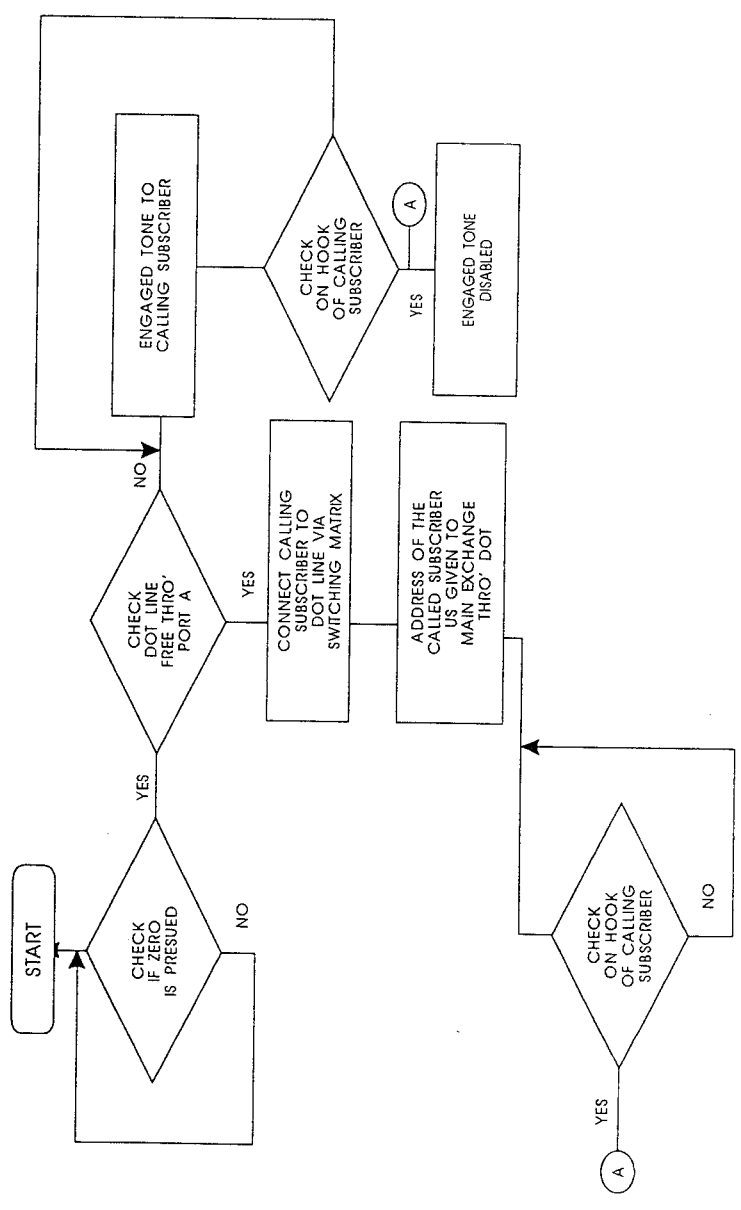 START
CHECK
IF ZERO
IS PRESUED
NO
YES
CHECK
DOT LINE
FREE THRO'
PORT A
NO
YES
ENGAGED TONE TO
CALLING SUBSCRIBER
CHECK
ON HOOK
OF CALLING
SUBSCRIBER
YES
A
ENGAGED TONE
DISABLED
CONNECT CALLING
SUBSCRIBER TO
DOT LINE VIA
SWITCHING MATRIX
ADDRESS OF THE
CALLED SUBSCRIBER
US GIVEN TO
MAIN EXCHANGE
THRO' DOT
CHECK
ON HOOK
OF CALLING
SUBSCRIBER
NO
YES
A